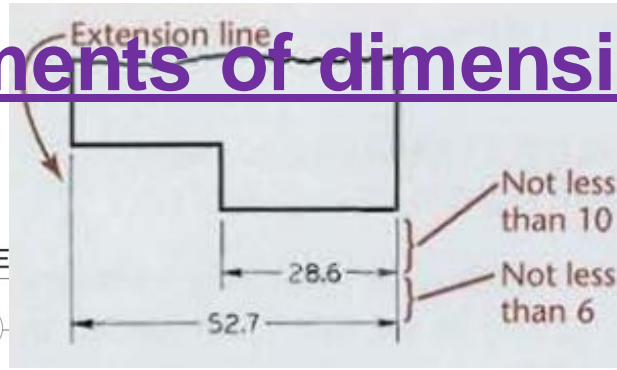 Extension line
ments of dimensi
Not less
than 10
28.6
Not less
than 6
52.7
E